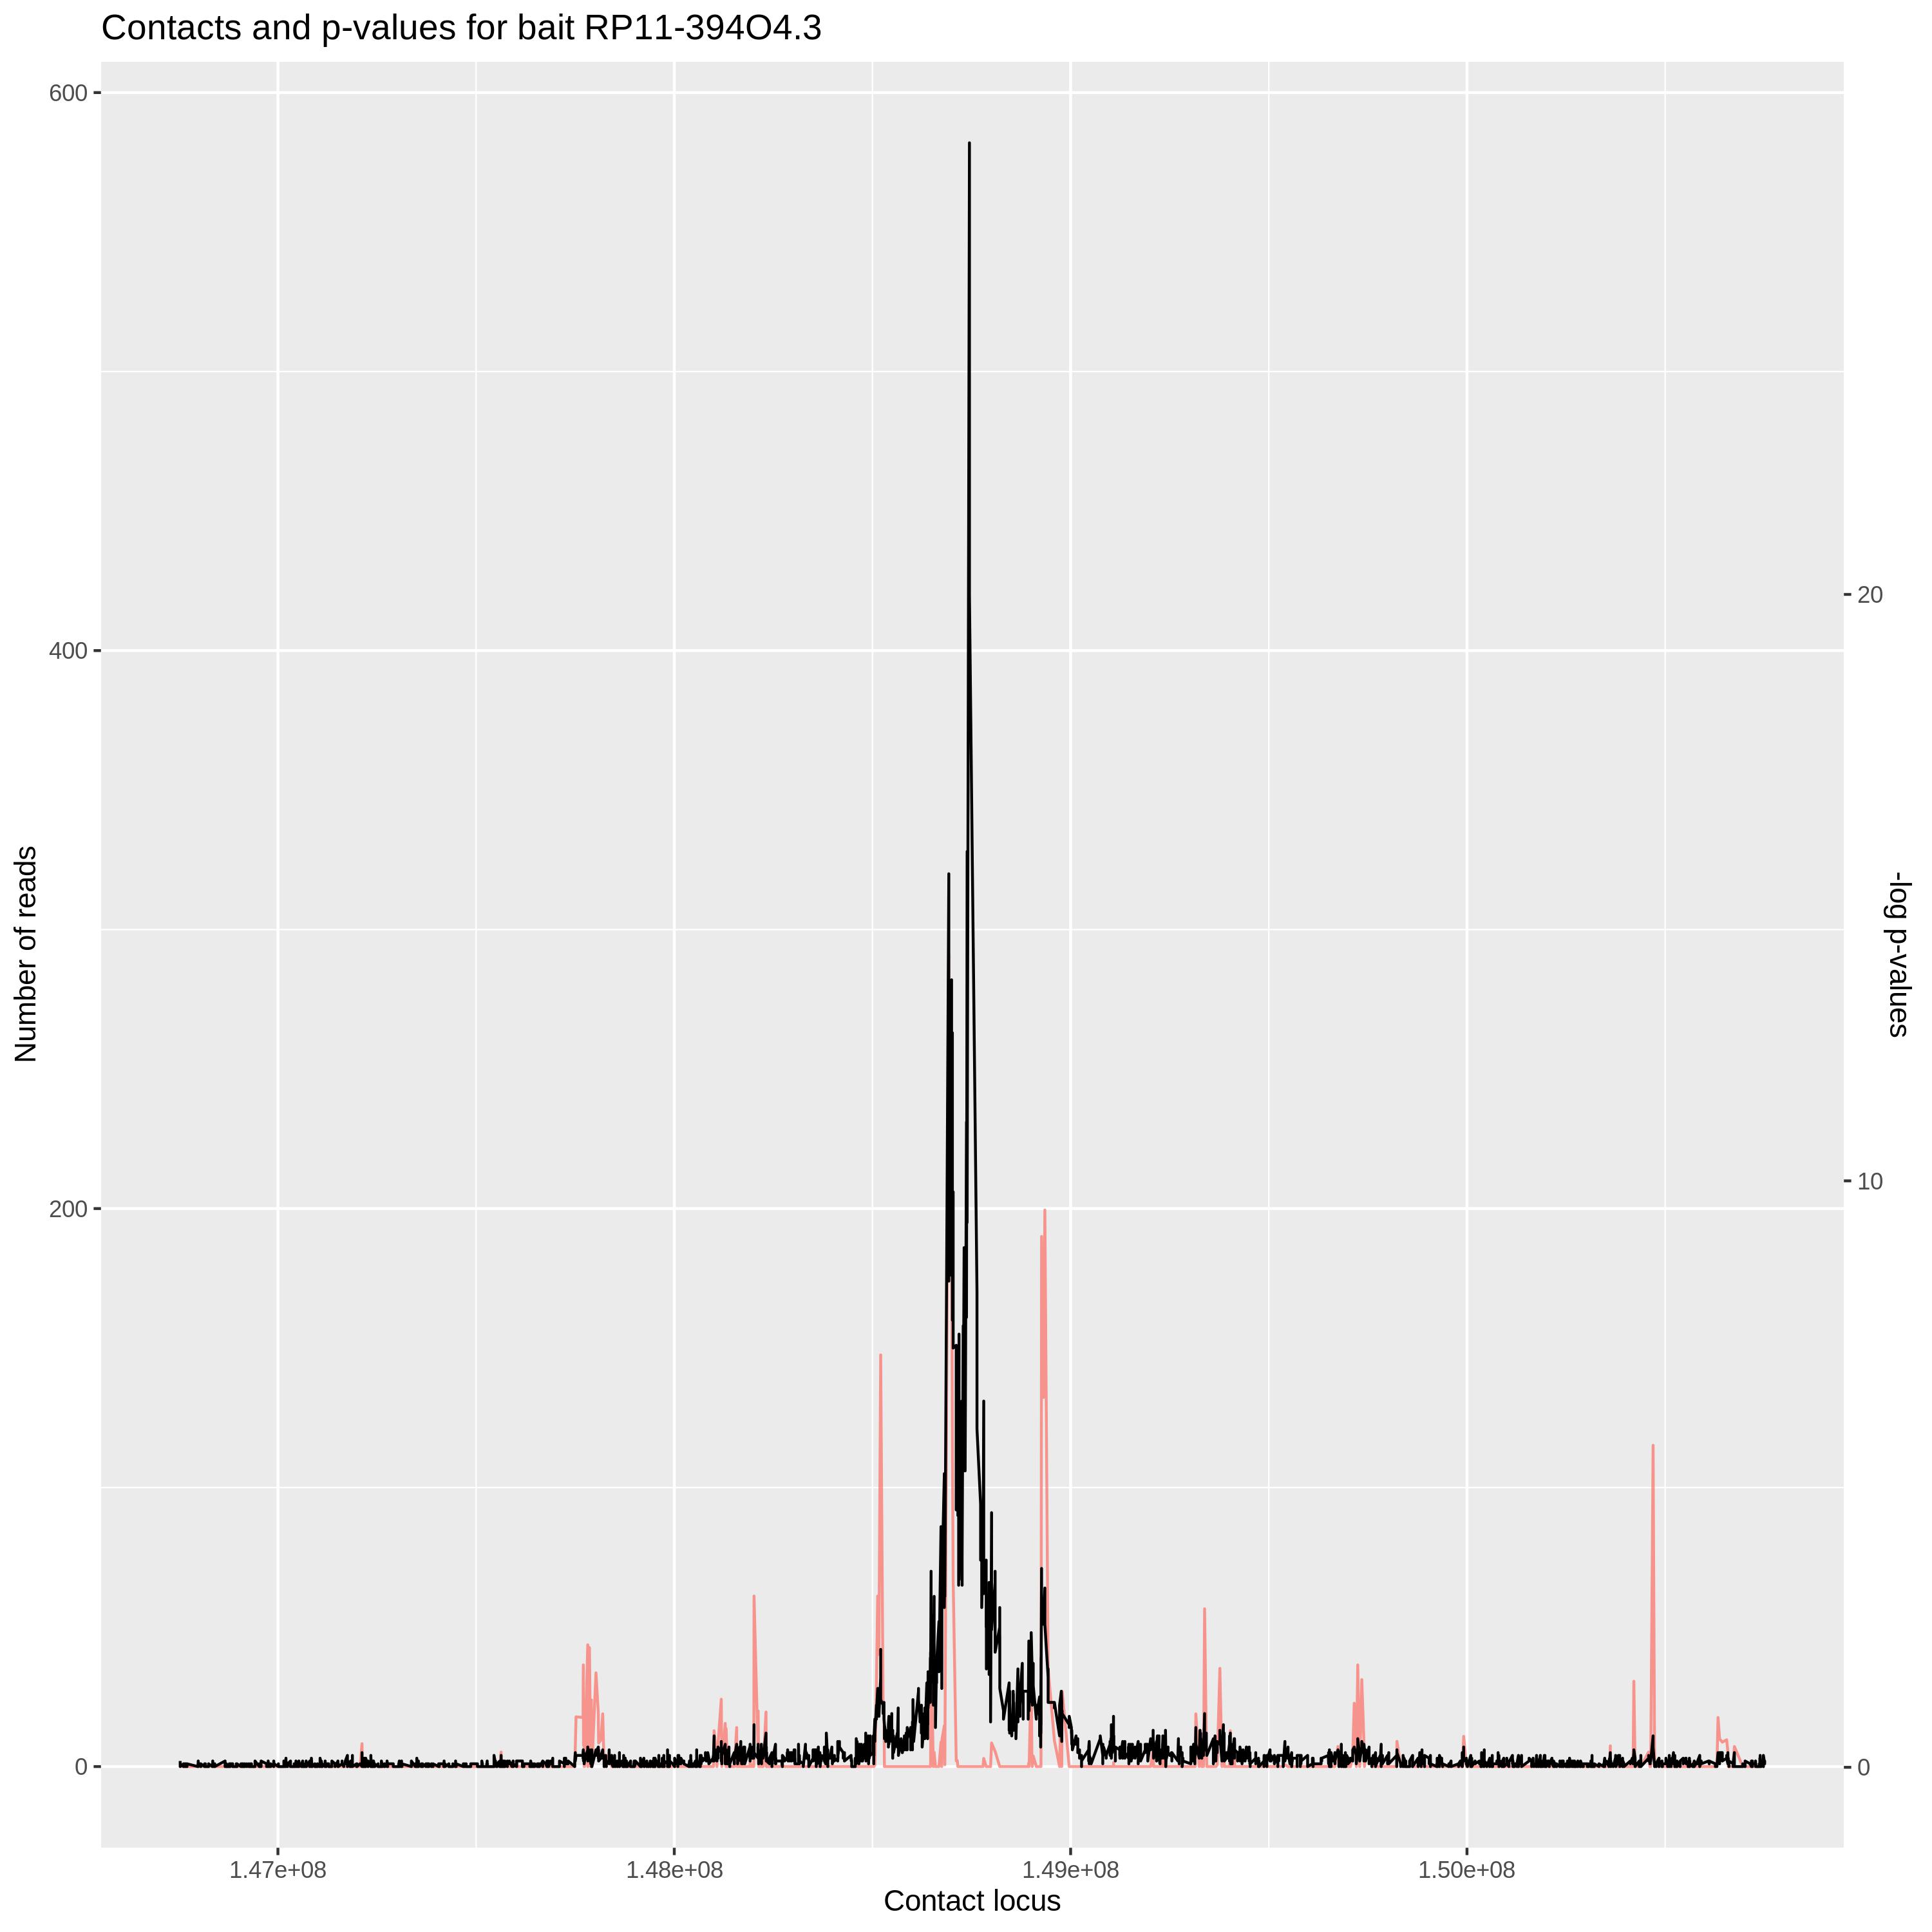 Contacts and p-values for bait RP11-394O4.3
600
400
200
0
Number of reads
20
10
0
-log p-values
1.47e+08
1.48e+08
1.49e+08
1.50e+08
Contact locus